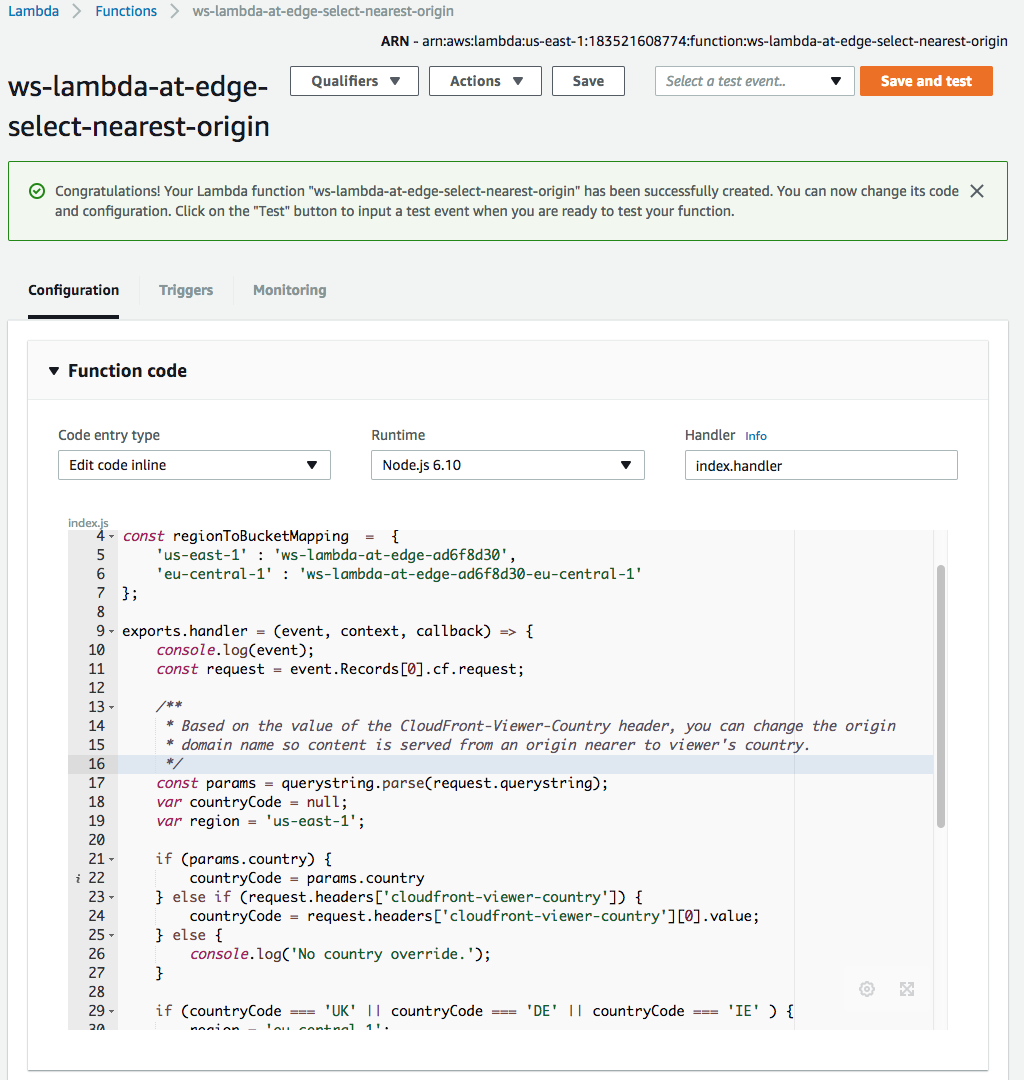 Lambda > Functions > ws-lambda-at-edge-select-nearest-origin
ARN - arn:aws:lambda:us-east-1:183521608774:function:ws-lambda-at-edge-select-nearest-origin
ws-lambda-at-edge-
select-nearest-origin
Qualifiers
Actions
Save
Select a test event..
Save and test
Congratulations! Your Lambda function "ws-lambda-at-edge-select-nearest-origin" has been successfully created. You can now change its code
and configuration. Click on the "Test" button to input a test event when you are ready to test your function.
Configuration
Triggers
Monitoring
Function code
Code entry type
Runtime
Handler Info
Edit code inline
Node.js 6.10
index.handler
index.js
4 const regionToBucketMapping = {
5 'us-east-1' : 'ws-lambda-at-edge-ad6f8d30',
6 'eu-central-1' : 'ws-lambda-at-edge-ad6f8d30-eu-central-1'
7 };
8
9 exports.handler = (event, context, callback) => {
10 console.log(event);
11 const request = event.Records[0].cf.request;
12
13 /**
14 * Based on the value of the CloudFront-Viewer-Country header, you can change the origin
15 * domain name so content is served from an origin nearer to viewer's country.
16 */
17 const params = querystring.parse(request.querystring);
18 var countryCode = null;
19 var region = 'us-east-1';
20
21 if (params.country) {
i 22 countryCode = params.country
23 } else if (request.headers['cloudfront-viewer-country']) {
24 countryCode = request.headers['cloudfront-viewer-country'][0].value;
25 } else {
26 console.log('No country override.');
27 }
28
29 if (countryCode === 'UK' || countryCode === 'DE' || countryCode === 'IE' ) {
30 region = 'eu-central-1';